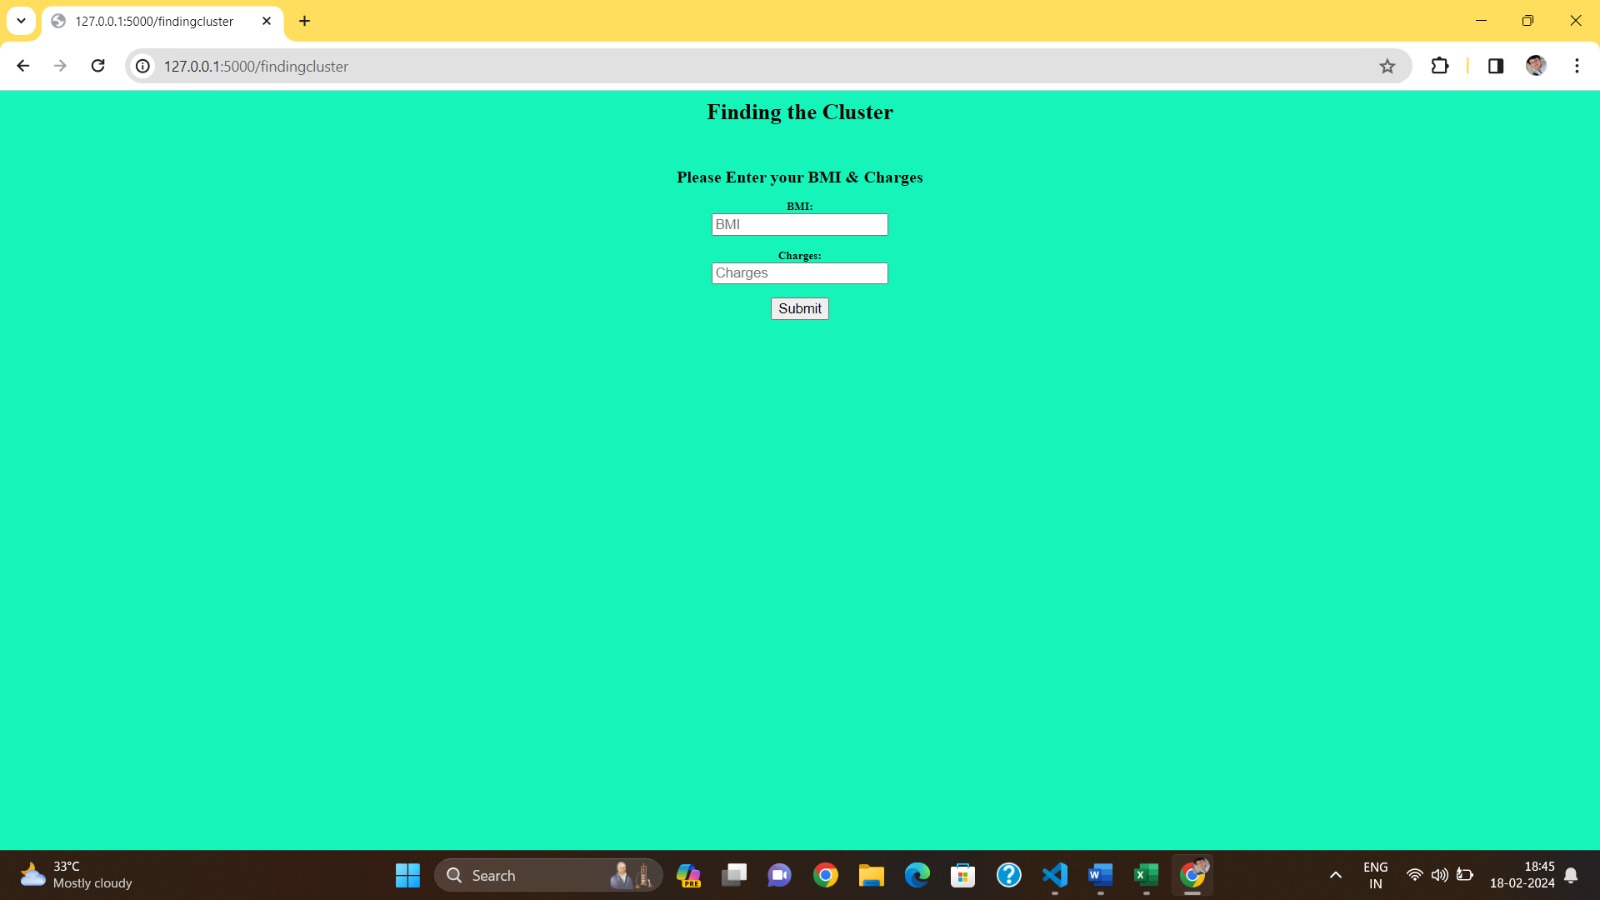 127.0.0.1:5000/findingcluster
127.0.0.1:5000/findingcluster
Finding the Cluster
Please Enter your BMI & Charges
BMI:
BMI
Charges:
Charges
Submit
33°C
Mostly cloudy
Search
PRE
ENG
IN
18:45
18-02-2024